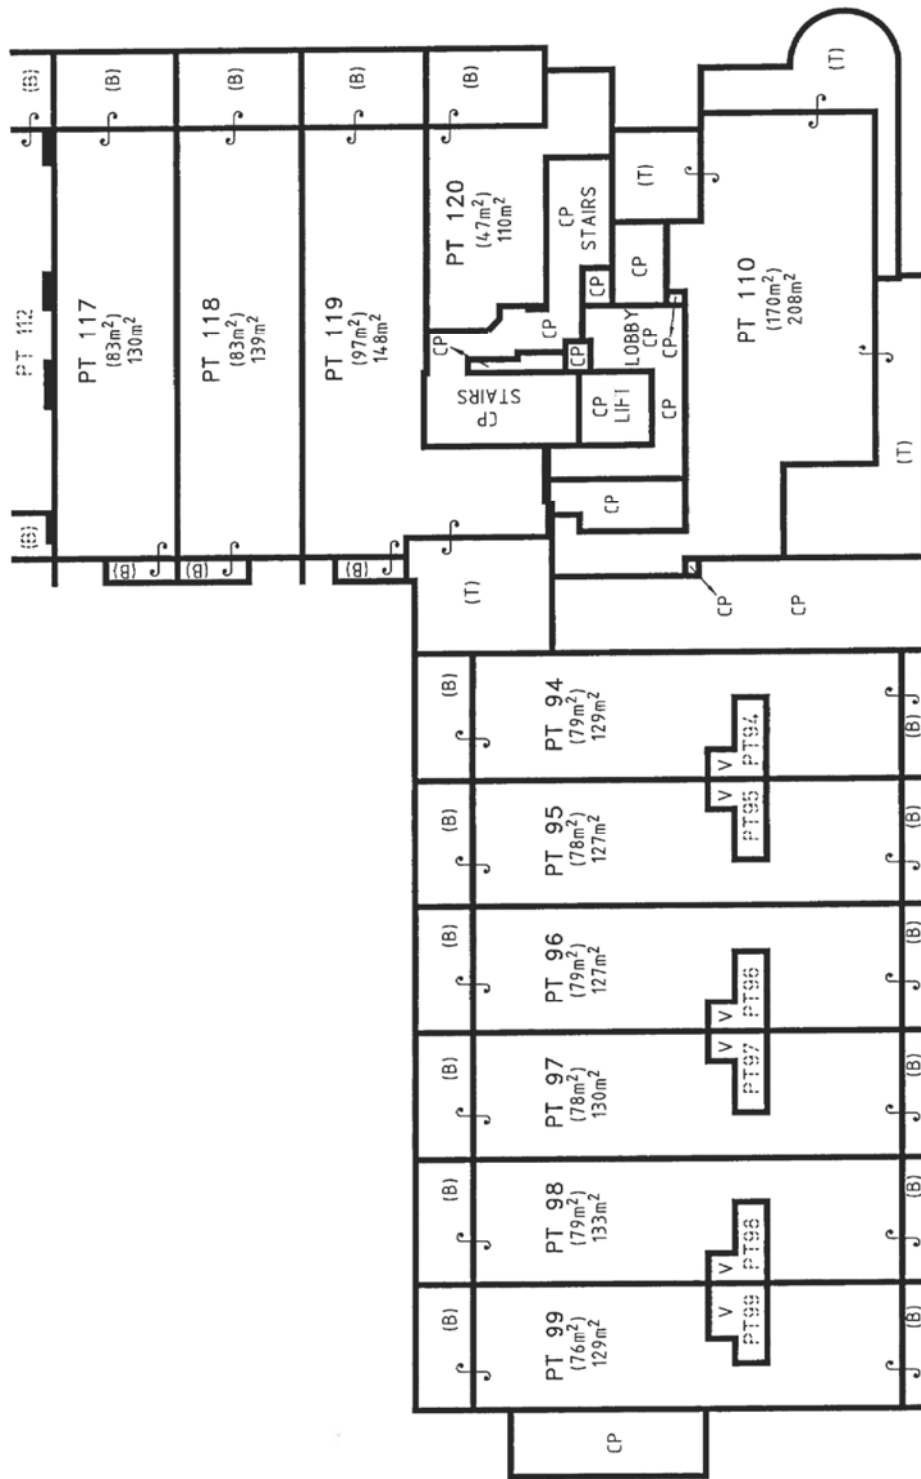 (B)
(B)
(B)
(B)
(B)
(T)
PT 112
PT 117
(83m²)
130m²
PT 118
(83m²)
139m²
PT 119
(97m²)
148m²
PT 120
(47m²)
110m²
CP
STAIRS
(T)
CP
CP
CP
CP
CP
STAIRS
CP
LOBBY
CP
CP
CP
LIFT
CP
PT 110
(170m²)
208m²
(T)
(B)
(B)
(B)
(B)
(T)
CP
CP
CP
(B)
PT 94
(79m²)
129m²
V
PT94
(B)
(B)
PT 95
(78m²)
127m²
V
PT95
(B)
(B)
PT 96
(79m²)
127m²
V
PT96
(B)
(B)
PT 97
(78m²)
130m²
V
PT97
(B)
(B)
PT 98
(79m²)
133m²
V
PT98
(B)
(B)
PT 99
(76m²)
129m²
V
PT99
(B)
CP